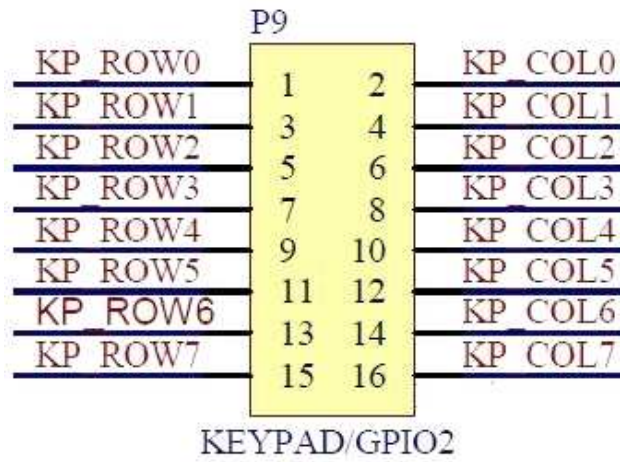 P9
KP_ROW0 1 2 KP_COL0
KP_ROW1 3 4 KP_COL1
KP_ROW2 5 6 KP_COL2
KP_ROW3 7 8 KP_COL3
KP_ROW4 9 10 KP_COL4
KP_ROW5 11 12 KP_COL5
KP_ROW6 13 14 KP_COL6
KP_ROW7 15 16 KP_COL7
KEYPAD/GPIO2